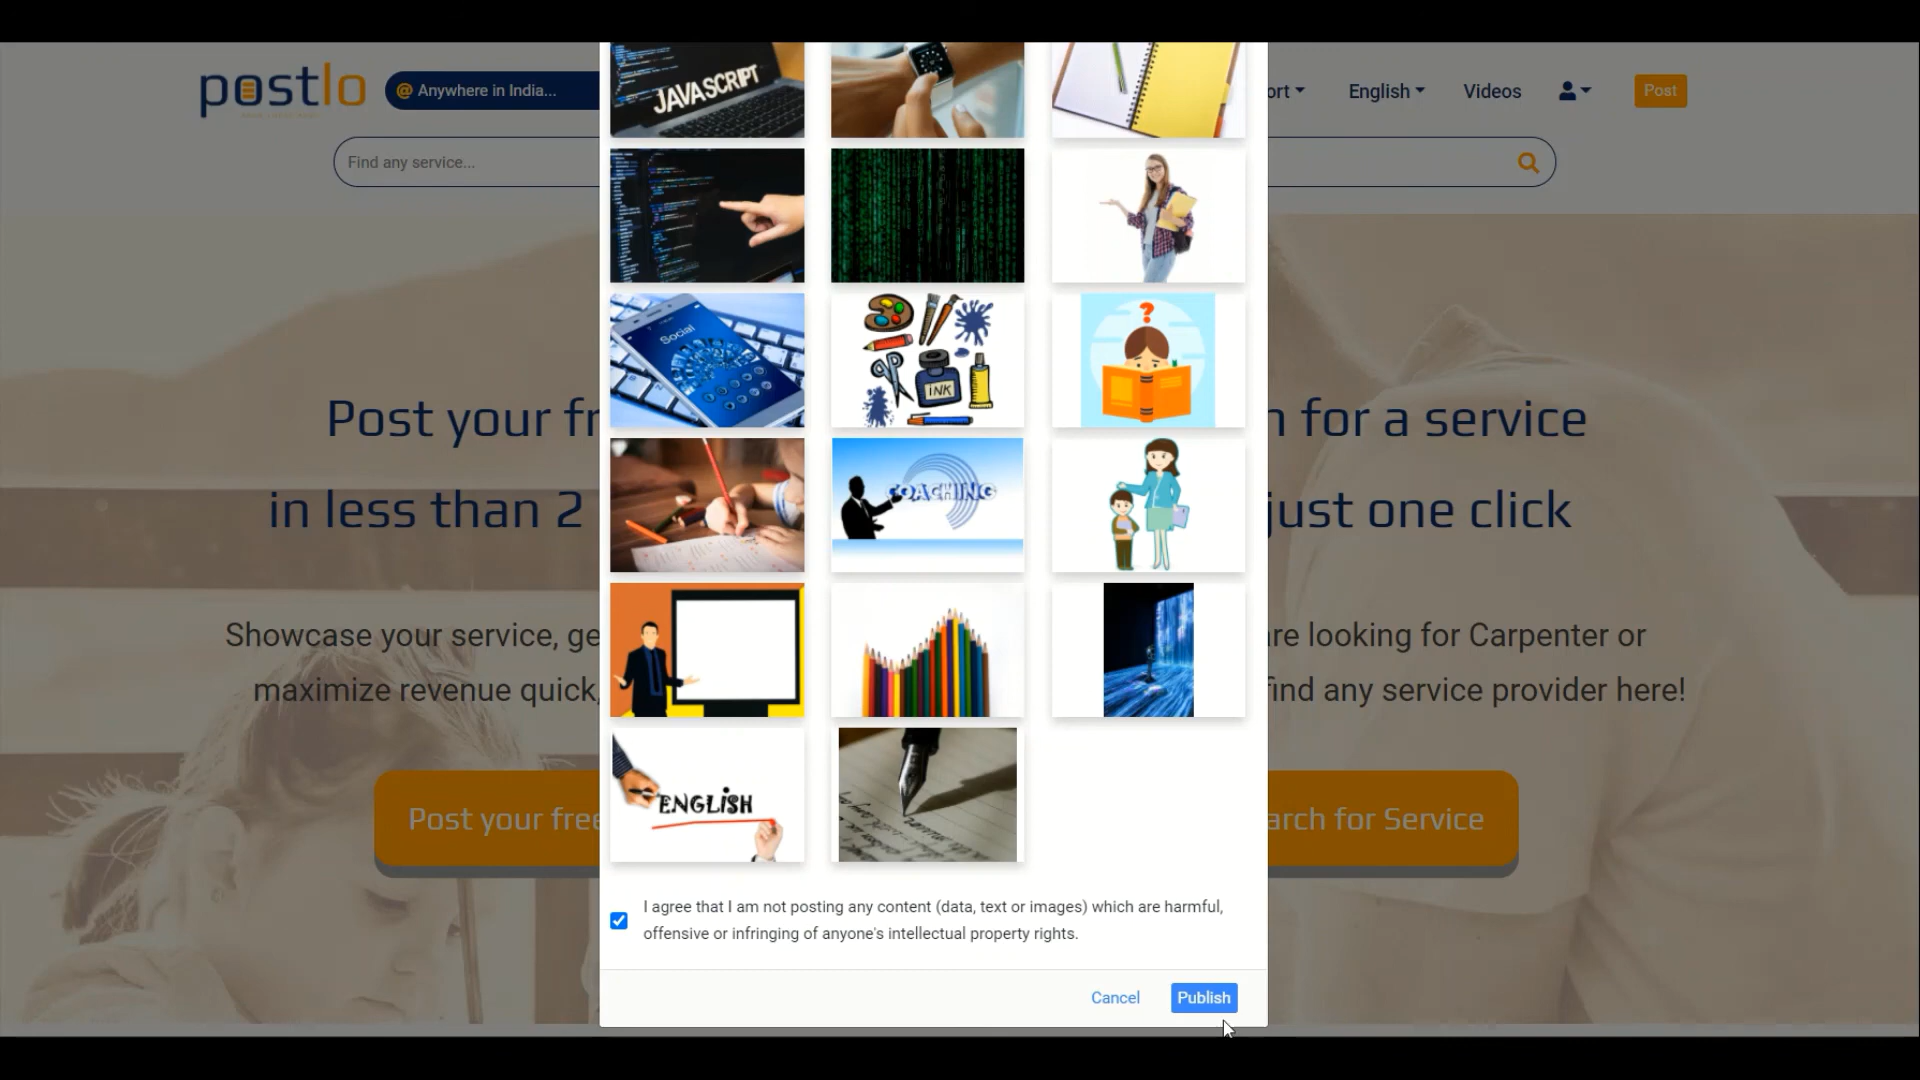 postlo
@ Anywhere in India...
ort
English
Videos
Post
Find any service...
JAVASCRIPT
Social
INK
?
COACHING
ENGLISH
Post your fr
in less than 2
n for a service
just one click
Showcase your service, ge
maximize revenue quick,
re looking for Carpenter or
find any service provider here!
Post your free
arch for Service
I agree that I am not posting any content (data, text or images) which are harmful,
offensive or infringing of anyone's intellectual property rights.
Cancel
Publish